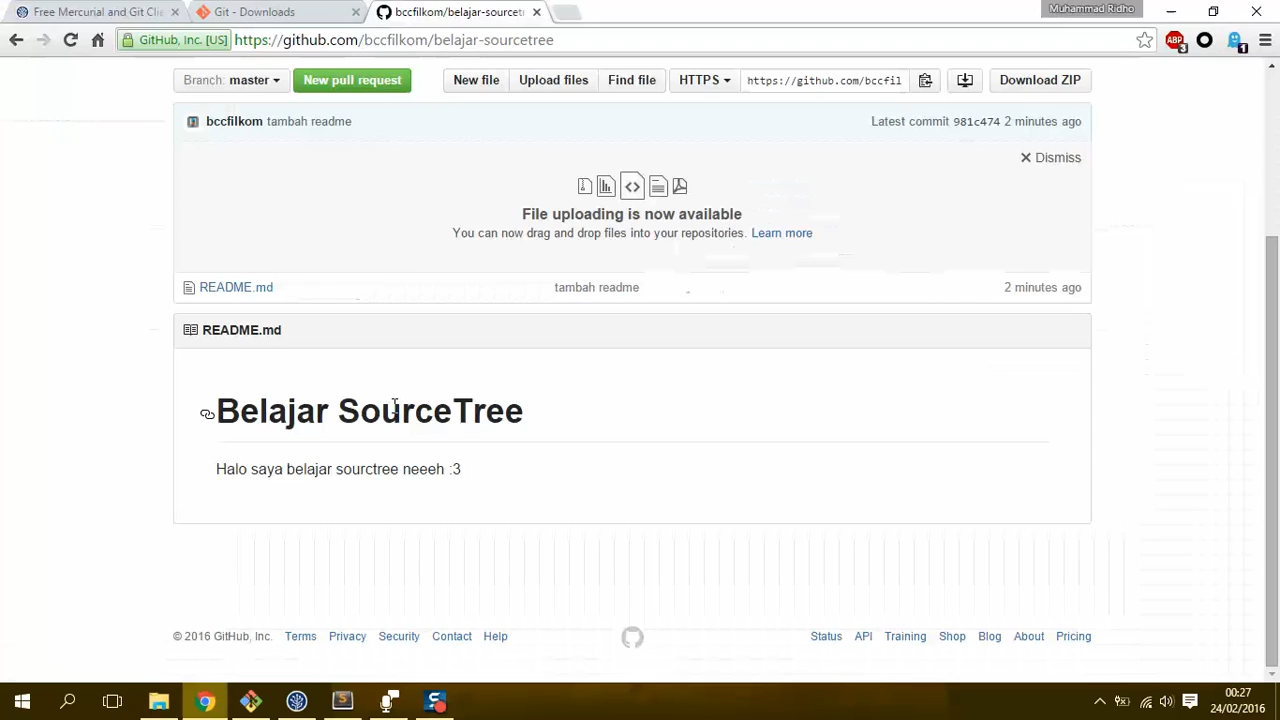 Free Mercurial and Git Clie
Git - Downloads
bccfilkom/belajar-sourcetr
Muhammad Ridho
GitHub, Inc. [US]
https://github.com/bccfilkom/belajar-sourcetree
ABP
3
1
Branch: master
New pull request
New file
Upload files
Find file
HTTPS
https://github.com/bccfil
Download ZIP
bccfilkom tambah readme
Latest commit 981c474 2 minutes ago
Dismiss
File uploading is now available
You can now drag and drop files into your repositories. Learn more
README.md
tambah readme
2 minutes ago
README.md
Belajar SourceTree
Halo saya belajar sourctree neeeh :3
© 2016 GitHub, Inc. Terms Privacy Security Contact Help
Status API Training Shop Blog About Pricing
00:27
24/02/2016